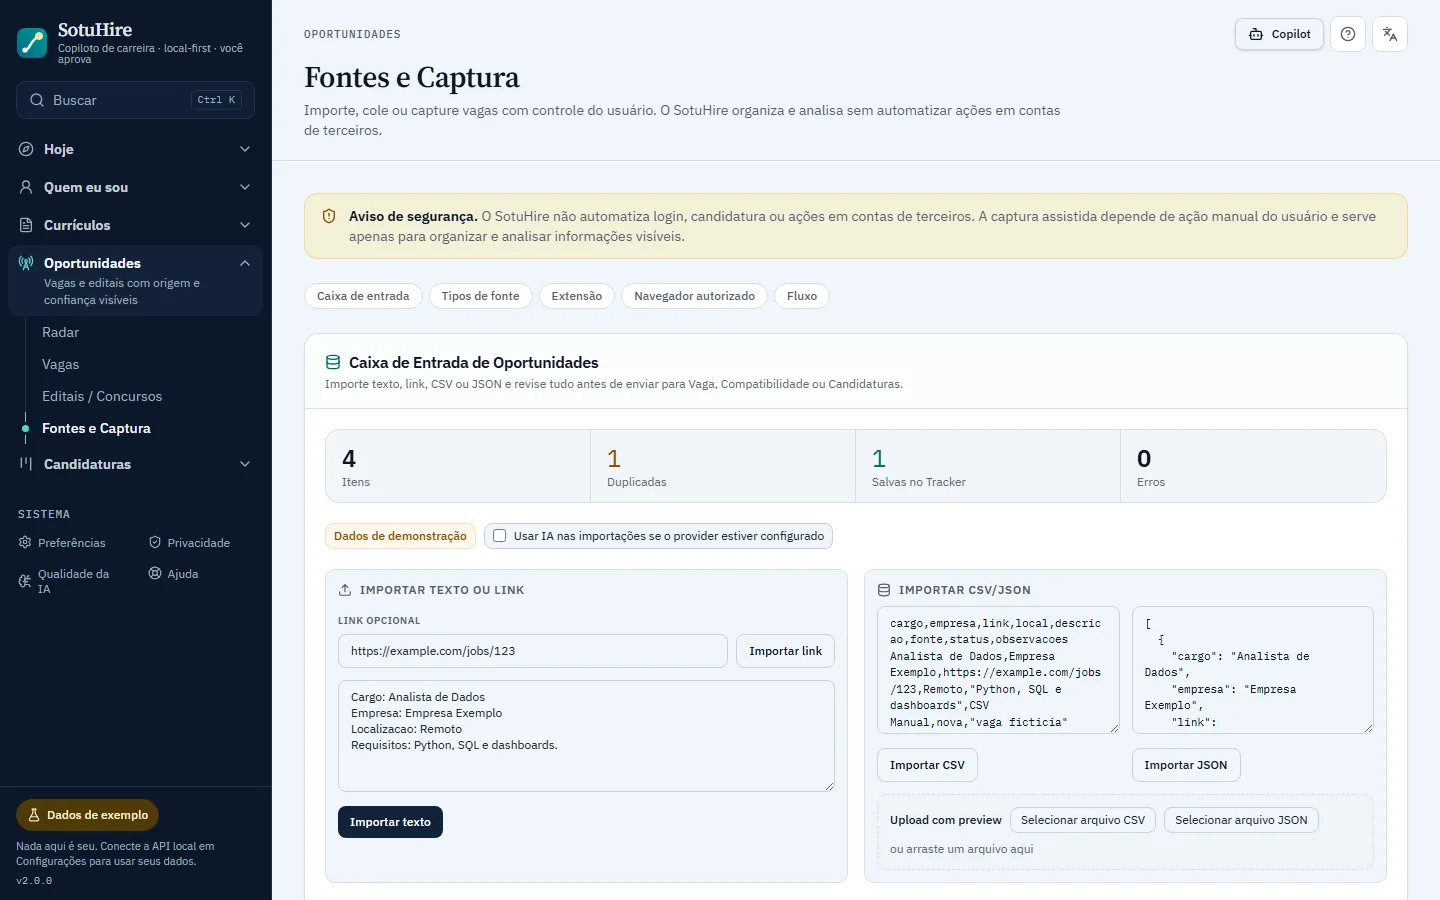 SotuHire
Copiloto de carreira · local-first · você
aprova
Buscar
Ctrl K
Hoje
Quem eu sou
Currículos
Oportunidades
Vagas e editais com origem e
confiança visíveis
Radar
Vagas
Editais / Concursos
Fontes e Captura
Candidaturas
SISTEMA
Preferências
Privacidade
Qualidade da
IA
Ajuda
Dados de exemplo
Nada aqui é seu. Conecte a API local em
Configurações para usar seus dados.
v2.0.0
OPORTUNIDADES
Copilot
Fontes e Captura
Importe, cole ou capture vagas com controle do usuário. O SotuHire organiza e analisa sem automatizar ações em contas
de terceiros.
Aviso de segurança. O SotuHire não automatiza login, candidatura ou ações em contas de terceiros. A captura assistida depende de ação manual do usuário e serve
apenas para organizar e analisar informações visíveis.
Caixa de entrada
Tipos de fonte
Extensão
Navegador autorizado
Fluxo
Caixa de Entrada de Oportunidades
Importe texto, link, CSV ou JSON e revise tudo antes de enviar para Vaga, Compatibilidade ou Candidaturas.
4
Itens
1
Duplicadas
1
Salvas no Tracker
0
Erros
Dados de demonstração
Usar IA nas importações se o provider estiver configurado
IMPORTAR TEXTO OU LINK
LINK OPCIONAL
https://example.com/jobs/123
Importar link
Cargo: Analista de Dados
Empresa: Empresa Exemplo
Localizacao: Remoto
Requisitos: Python, SQL e dashboards.
Importar texto
IMPORTAR CSV/JSON
cargo,empresa,link,local,descric
ao,fonte,status,observacoes
Analista de Dados,Empresa
Exemplo,https://example.com/jobs
/123,Remoto,"Python, SQL e
dashboards",CSV
Manual,nova,"vaga ficticia"
Importar CSV
[
{
"cargo": "Analista de
Dados",
"empresa": "Empresa
Exemplo",
"link":
Importar JSON
Upload com preview
Selecionar arquivo CSV
Selecionar arquivo JSON
ou arraste um arquivo aqui